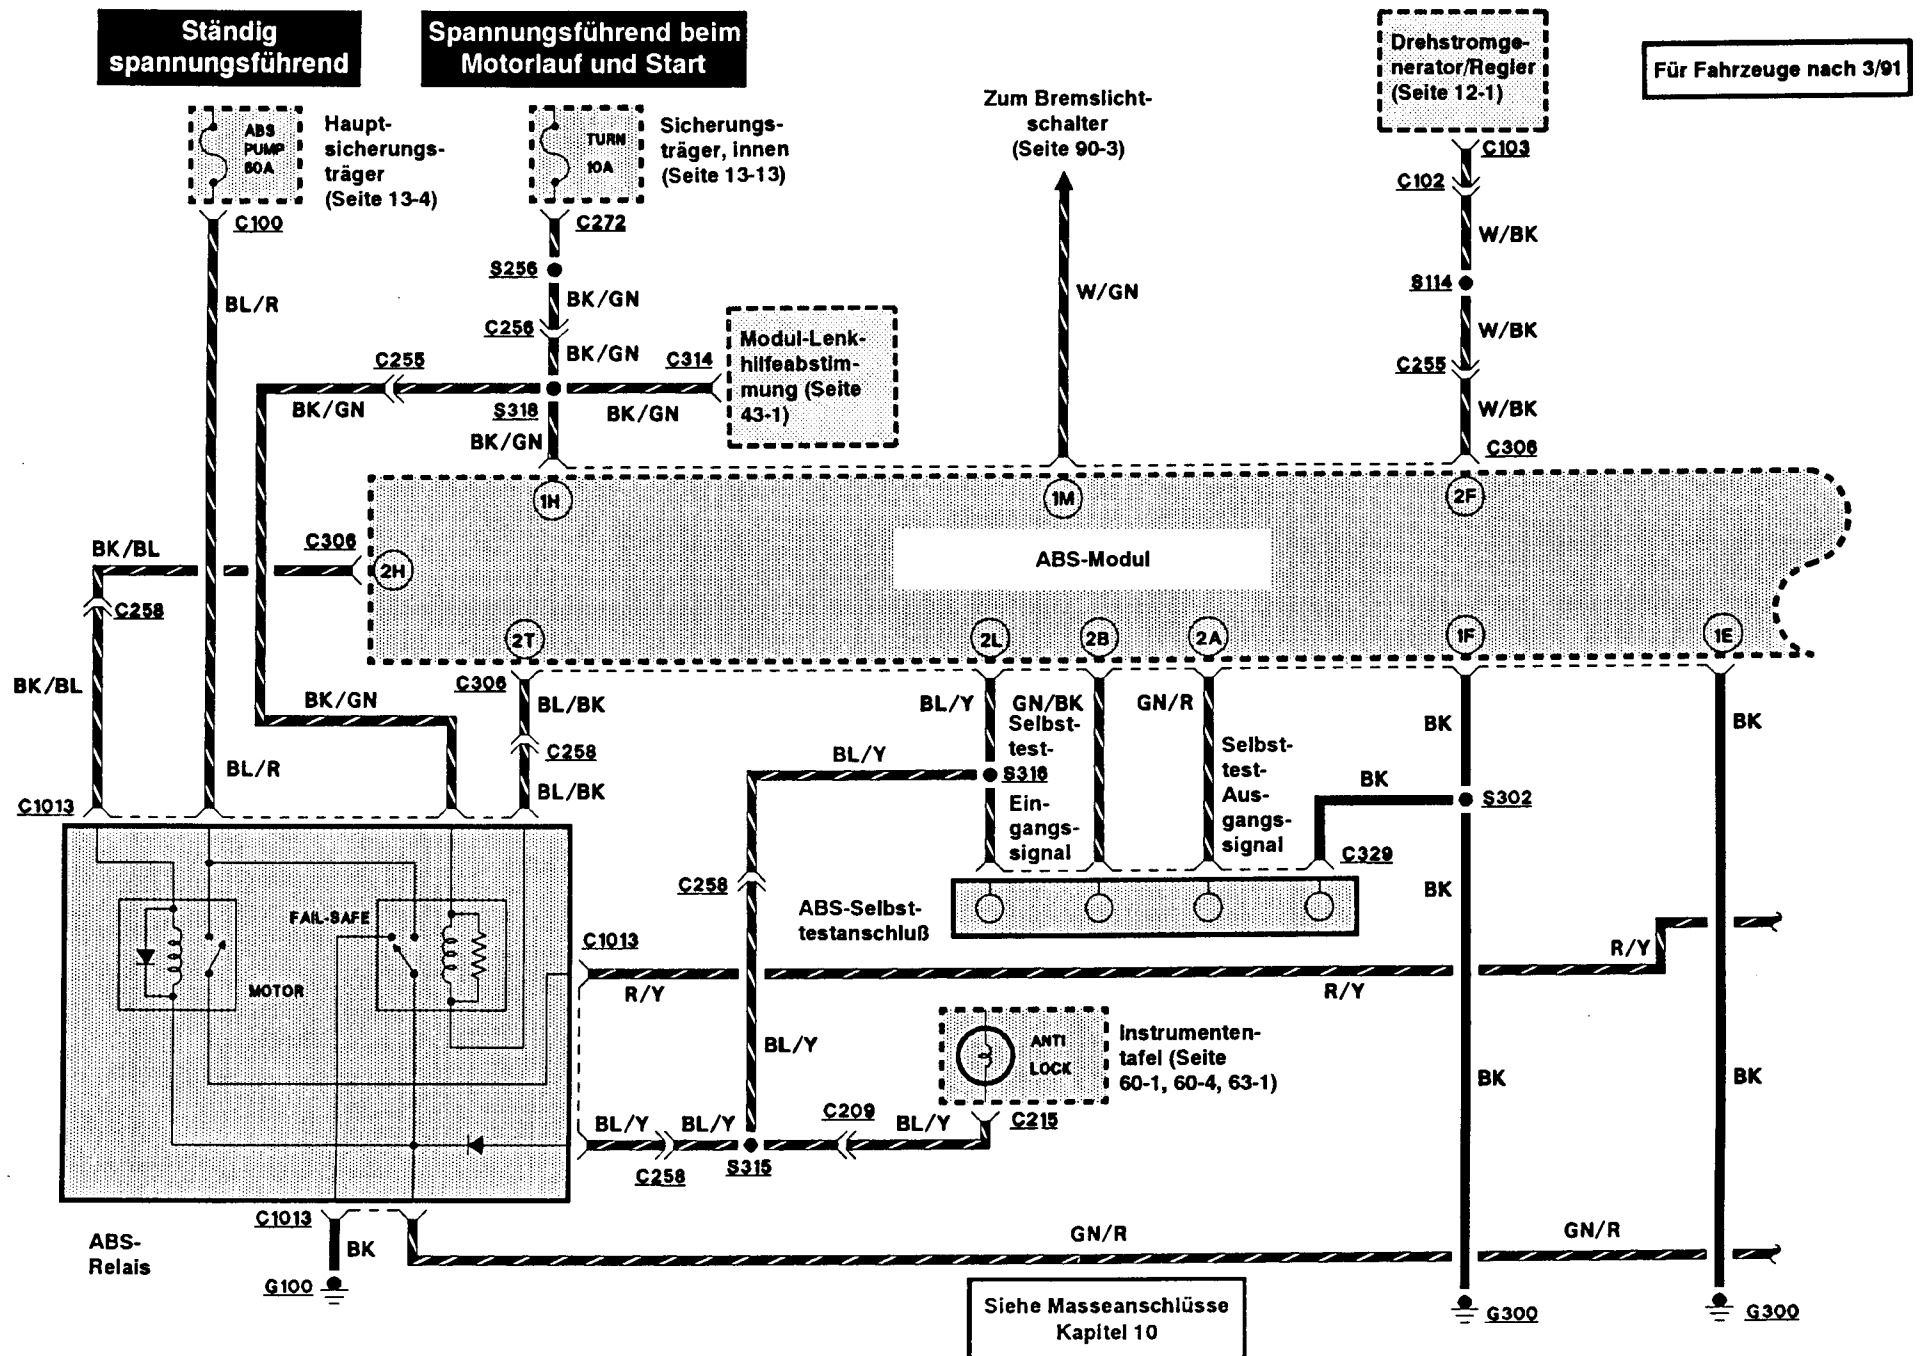 Ständig
spannungsführend
Spannungsführend beim
Motorlauf und Start
Drehstromge-
nerator/Regler
(Seite 12-1)
Für Fahrzeuge nach 3/91
ABS
PUMP
60A
Haupt-
sicherungs-
träger
(Seite 13-4)
TURN
10A
Sicherungs-
träger, innen
(Seite 13-13)
Zum Bremslicht-
schalter
(Seite 90-3)
C103
C102
C100
C272
W/BK
S256
S114
BL/R
BK/GN
W/GN
C256
W/BK
Modul-Lenk-
hilfeabstim-
mung (Seite
43-1)
C255
BK/GN
C314
C255
BK/GN
S318
BK/GN
W/BK
BK/GN
C306
1H
1M
2F
BK/BL
C306
2H
ABS-Modul
C258
2T
2L
2B
2A
1F
1E
BK/BL
C306
BK/GN
BL/BK
BL/Y
GN/BK
GN/R
BK
BK
Selbst-
test-
Ein-
gangs-
signal
Selbst-
test-
Aus-
gangs-
signal
C258
BL/Y
S316
BL/R
BL/BK
BK
S302
C1013
C329
C258
BK
ABS-Selbst-
testanschluß
FAIL-SAFE
MOTOR
C1013
R/Y
R/Y
R/Y
BL/Y
ANTI
LOCK
Instrumenten-
tafel (Seite
60-1, 60-4, 63-1)
BK
BK
BL/Y
BL/Y
C209
BL/Y
C215
C258
S315
C1013
BK
GN/R
GN/R
ABS-
Relais
G100
Siehe Masseanschlüsse
Kapitel 10
G300
G300